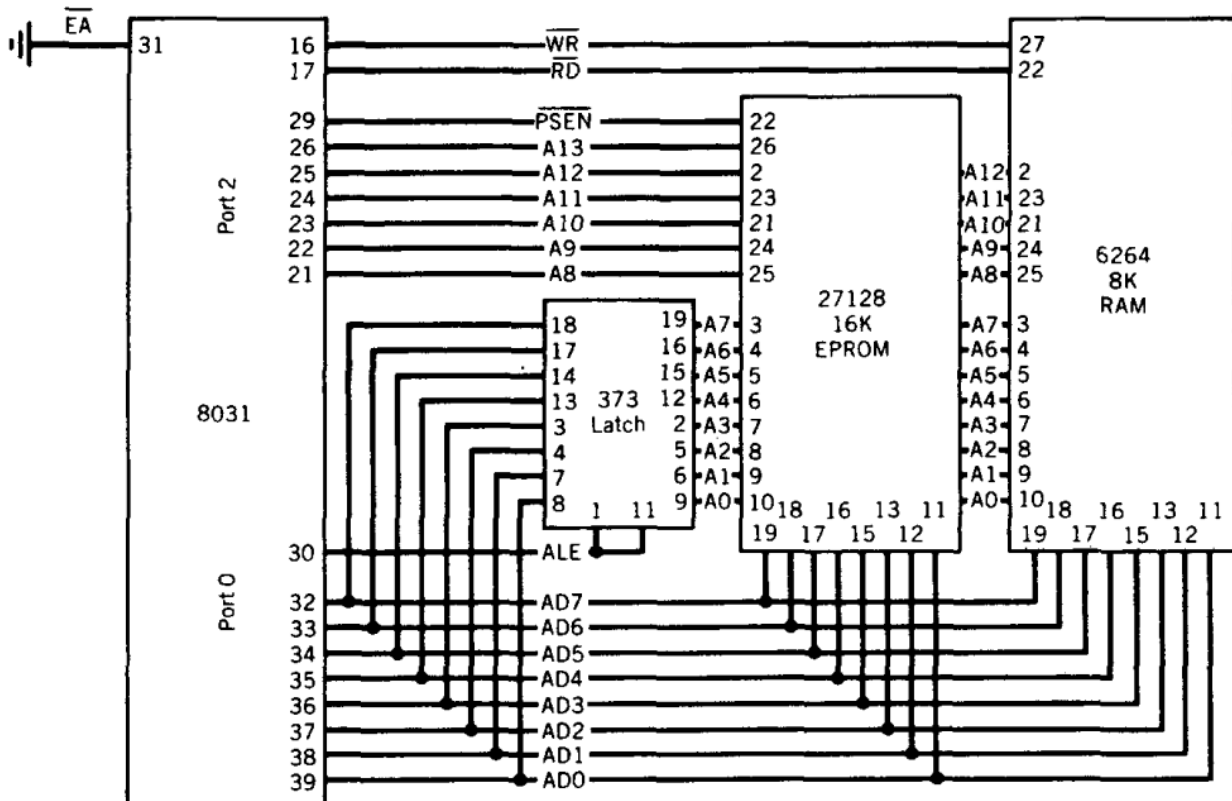 EA
31 16 WR 27
17 RD 22
29 PSEN 22
26 A13 26
25 A12 2 A12 2
24 A11 23 A11 23
23 A10 21 A10 21
22 A9 24 A9 24
21 A8 25 A8 25
Port 2
6264
8K
RAM
27128
16K
EPROM
18 19 A7 3 A7 3
17 16 A6 4 A6 4
14 15 A5 5 A5 5
13 12 A4 6 A4 6
3 2 A3 7 A3 7
4 5 A2 8 A2 8
7 6 A1 9 A1 9
8 9 A0 10 A0 10
373
Latch
1 11
8031
18 16 13 11
19 17 15 12
18 16 13 11
19 17 15 12
30 ALE
Port 0
32 AD7
33 AD6
34 AD5
35 AD4
36 AD3
37 AD2
38 AD1
39 AD0